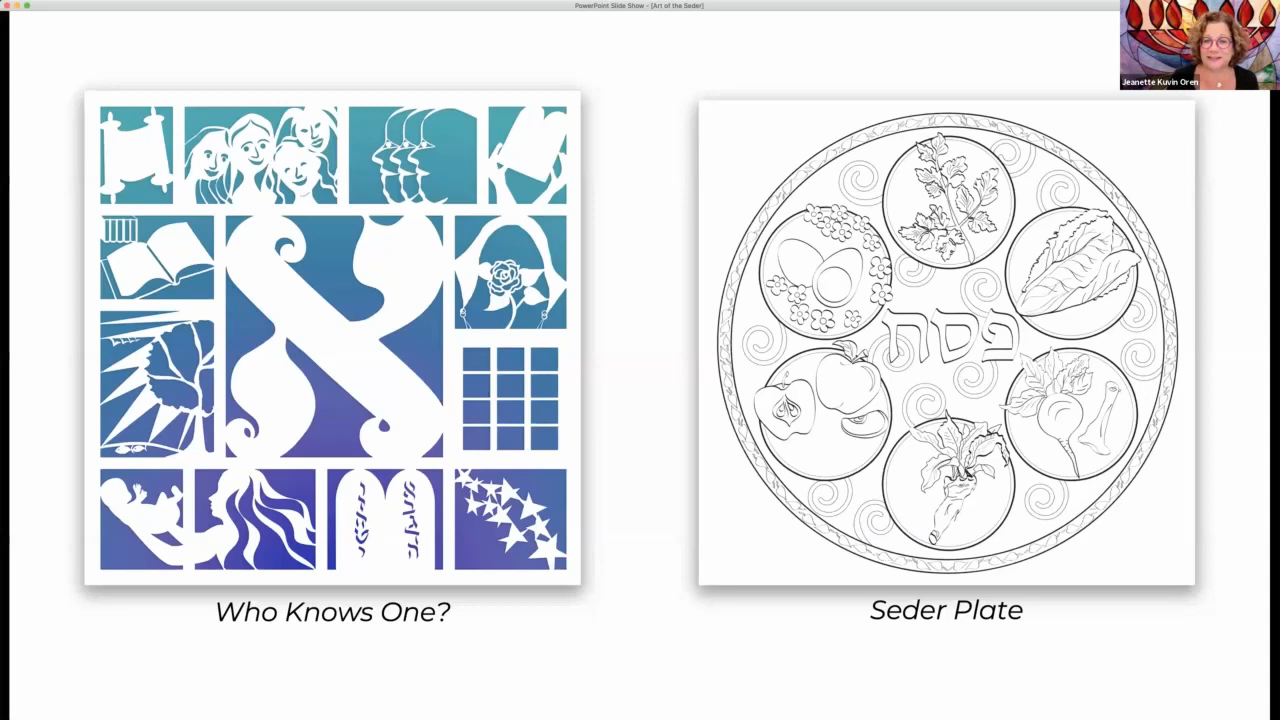 PowerPoint Slide Show - [Art of the Seder]
Jeanette Kuvin Oren
א
פסח
Who Knows One?
Seder Plate